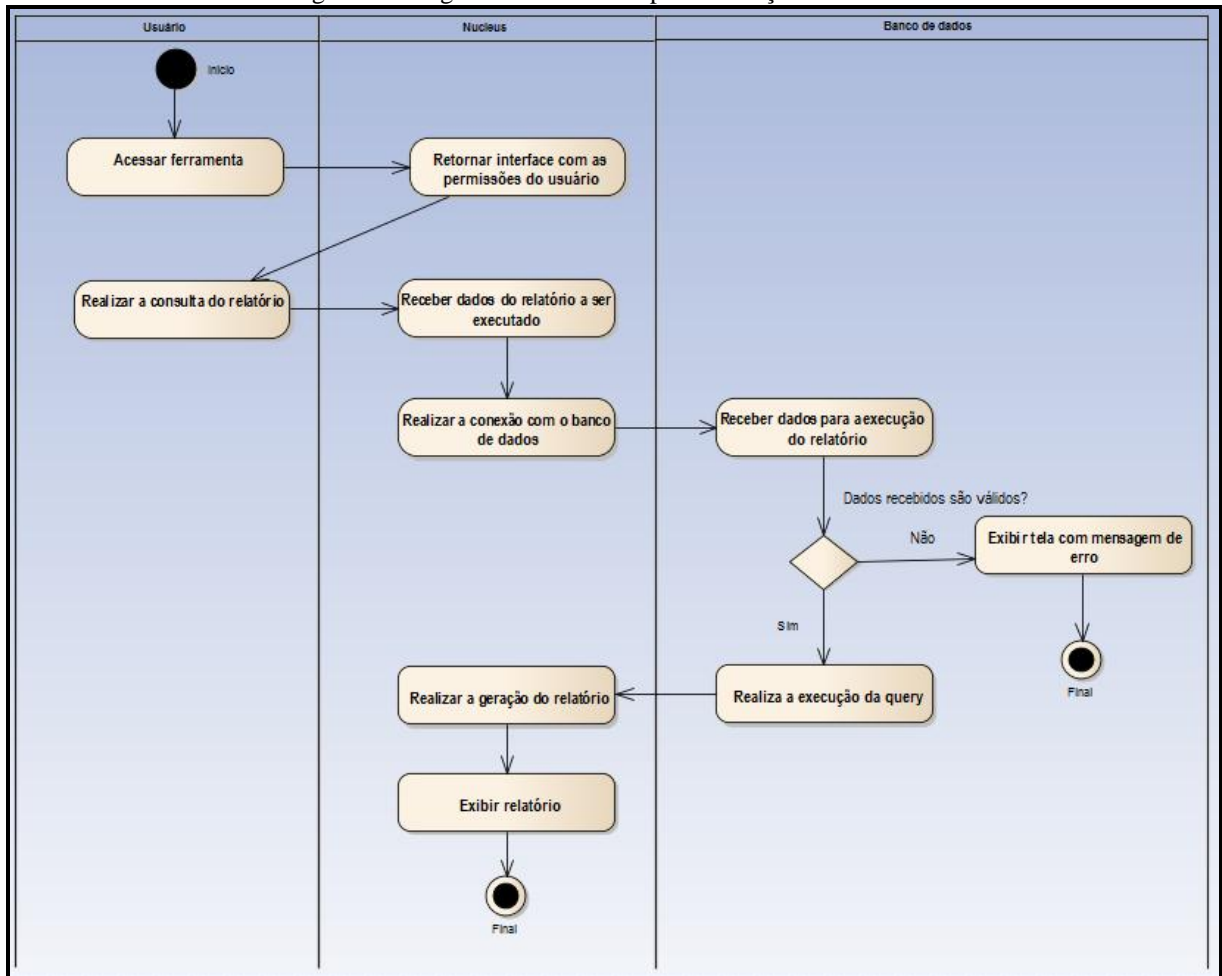 Usuário
Nucleus
Banco de dados
Início
Acessar ferramenta
Retornar interface com as
permissões do usuário
Realizar a consulta do relatório
Receber dados do relatório a ser
executado
Realizar a conexão com o banco
de dados
Receber dados para aexecução
do relatório
Dados recebidos são válidos?
Não
Exibir tela com mensagem de
erro
Sim
Final
Realizar a geração do relatório
Realiza a execução da query
Exibir relatório
Final